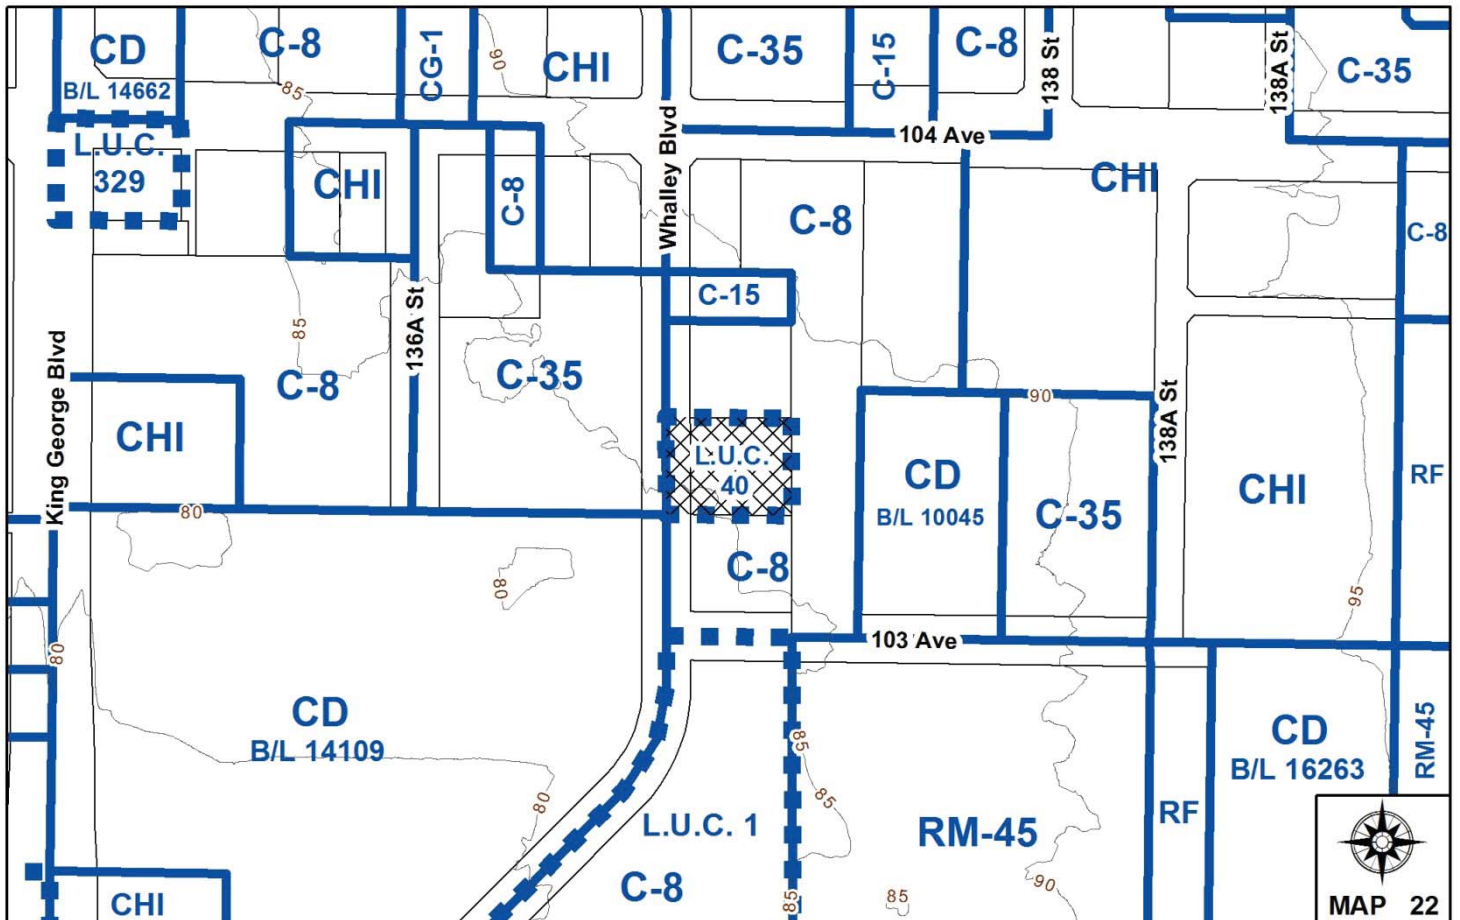 CD
B/L 14662
C-8
CG-1
CHI
C-35
C-15
C-8
138 St
138A St
C-35
85
90
L.U.C.
329
CHI
C-8
Whalley Blvd
104 Ave
CHI
C-8
C-8
C-15
King George Blvd
85
136A St
C-8
C-35
90
138A St
CHI
L.U.C.
40
CD
B/L 10045
C-35
CHI
RF
80
C-8
80
95
80
103 Ave
CD
B/L 14109
85
85
80
L.U.C. 1
C-8
RM-45
CD
B/L 16263
RM-45
RF
CHI
85
85
90
MAP 22